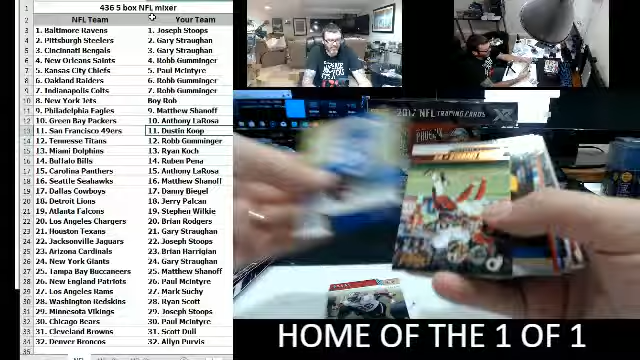 436 5 box NFL mixer
NFL Team Your Team
1. Baltimore Ravens 1. Joseph Stoops
2. Pittsburgh Steelers 2. Gary Straughan
3. Cincinnati Bengals 3. Gary Straughan
4. New Orleans Saints 4. Robb Gumminger
5. Kansas City Chiefs 5. Paul McIntyre
6. Oakland Raiders 6. Robb Gumminger
7. Indianapolis Colts 7. Robb Gumminger
8. New York Jets Boy Rob
9. Philadelphia Eagles 9. Matthew Shanoff
10. Green Bay Packers 10. Anthony LaRosa
11. San Francisco 49ers 11. Dustin Koop
12. Tennesse Titans 12. Robb Gumminger
13. Miami Dolphins 13. Ryan Koch
14. Buffalo Bills 14. Ruben Pena
15. Carolina Panthers 15. Anthony LaRosa
16. Seattle Seahawks 16. Matthew Shanoff
17. Dallas Cowboys 17. Danny Biegel
18. Detroit Lions 18. Jerry Palcan
19. Atlanta Falcons 19. Stephen Wilkie
20. Los Angeles Chargers 20. Brian Rodgers
21. Houston Texans 21. Gary Straughan
22. Jacksonville Jaguars 22. Joseph Stoops
23. Arizona Cardinals 23. Brian Harrigian
24. New York Giants 24. Gary Straughan
25. Tampa Bay Buccaneers 25. Matthew Shanoff
26. New England Patriots 26. Paul McIntyre
27. Los Angeles Rams 27. Mark Suchy
28. Washington Redskins 28. Ryan Scott
29. Minnesota Vikings 29. Joseph Stoops
30. Chicago Bears 30. Paul McIntyre
31. Cleveland Browns 31. Scott Dull
32. Denver Broncos 32. Allyn Purvis
2017 NFL TRADING CARDS
PHOENIX
HOME OF THE 1 OF 1